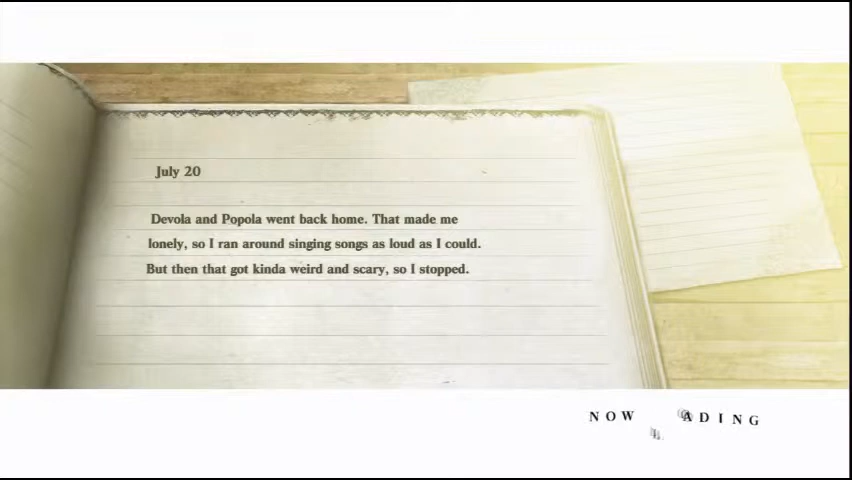 July 20
Devola and Popola went back home. That made me
lonely, so I ran around singing songs as loud as I could.
But then that got kinda weird and scary, so I stopped.
NOW